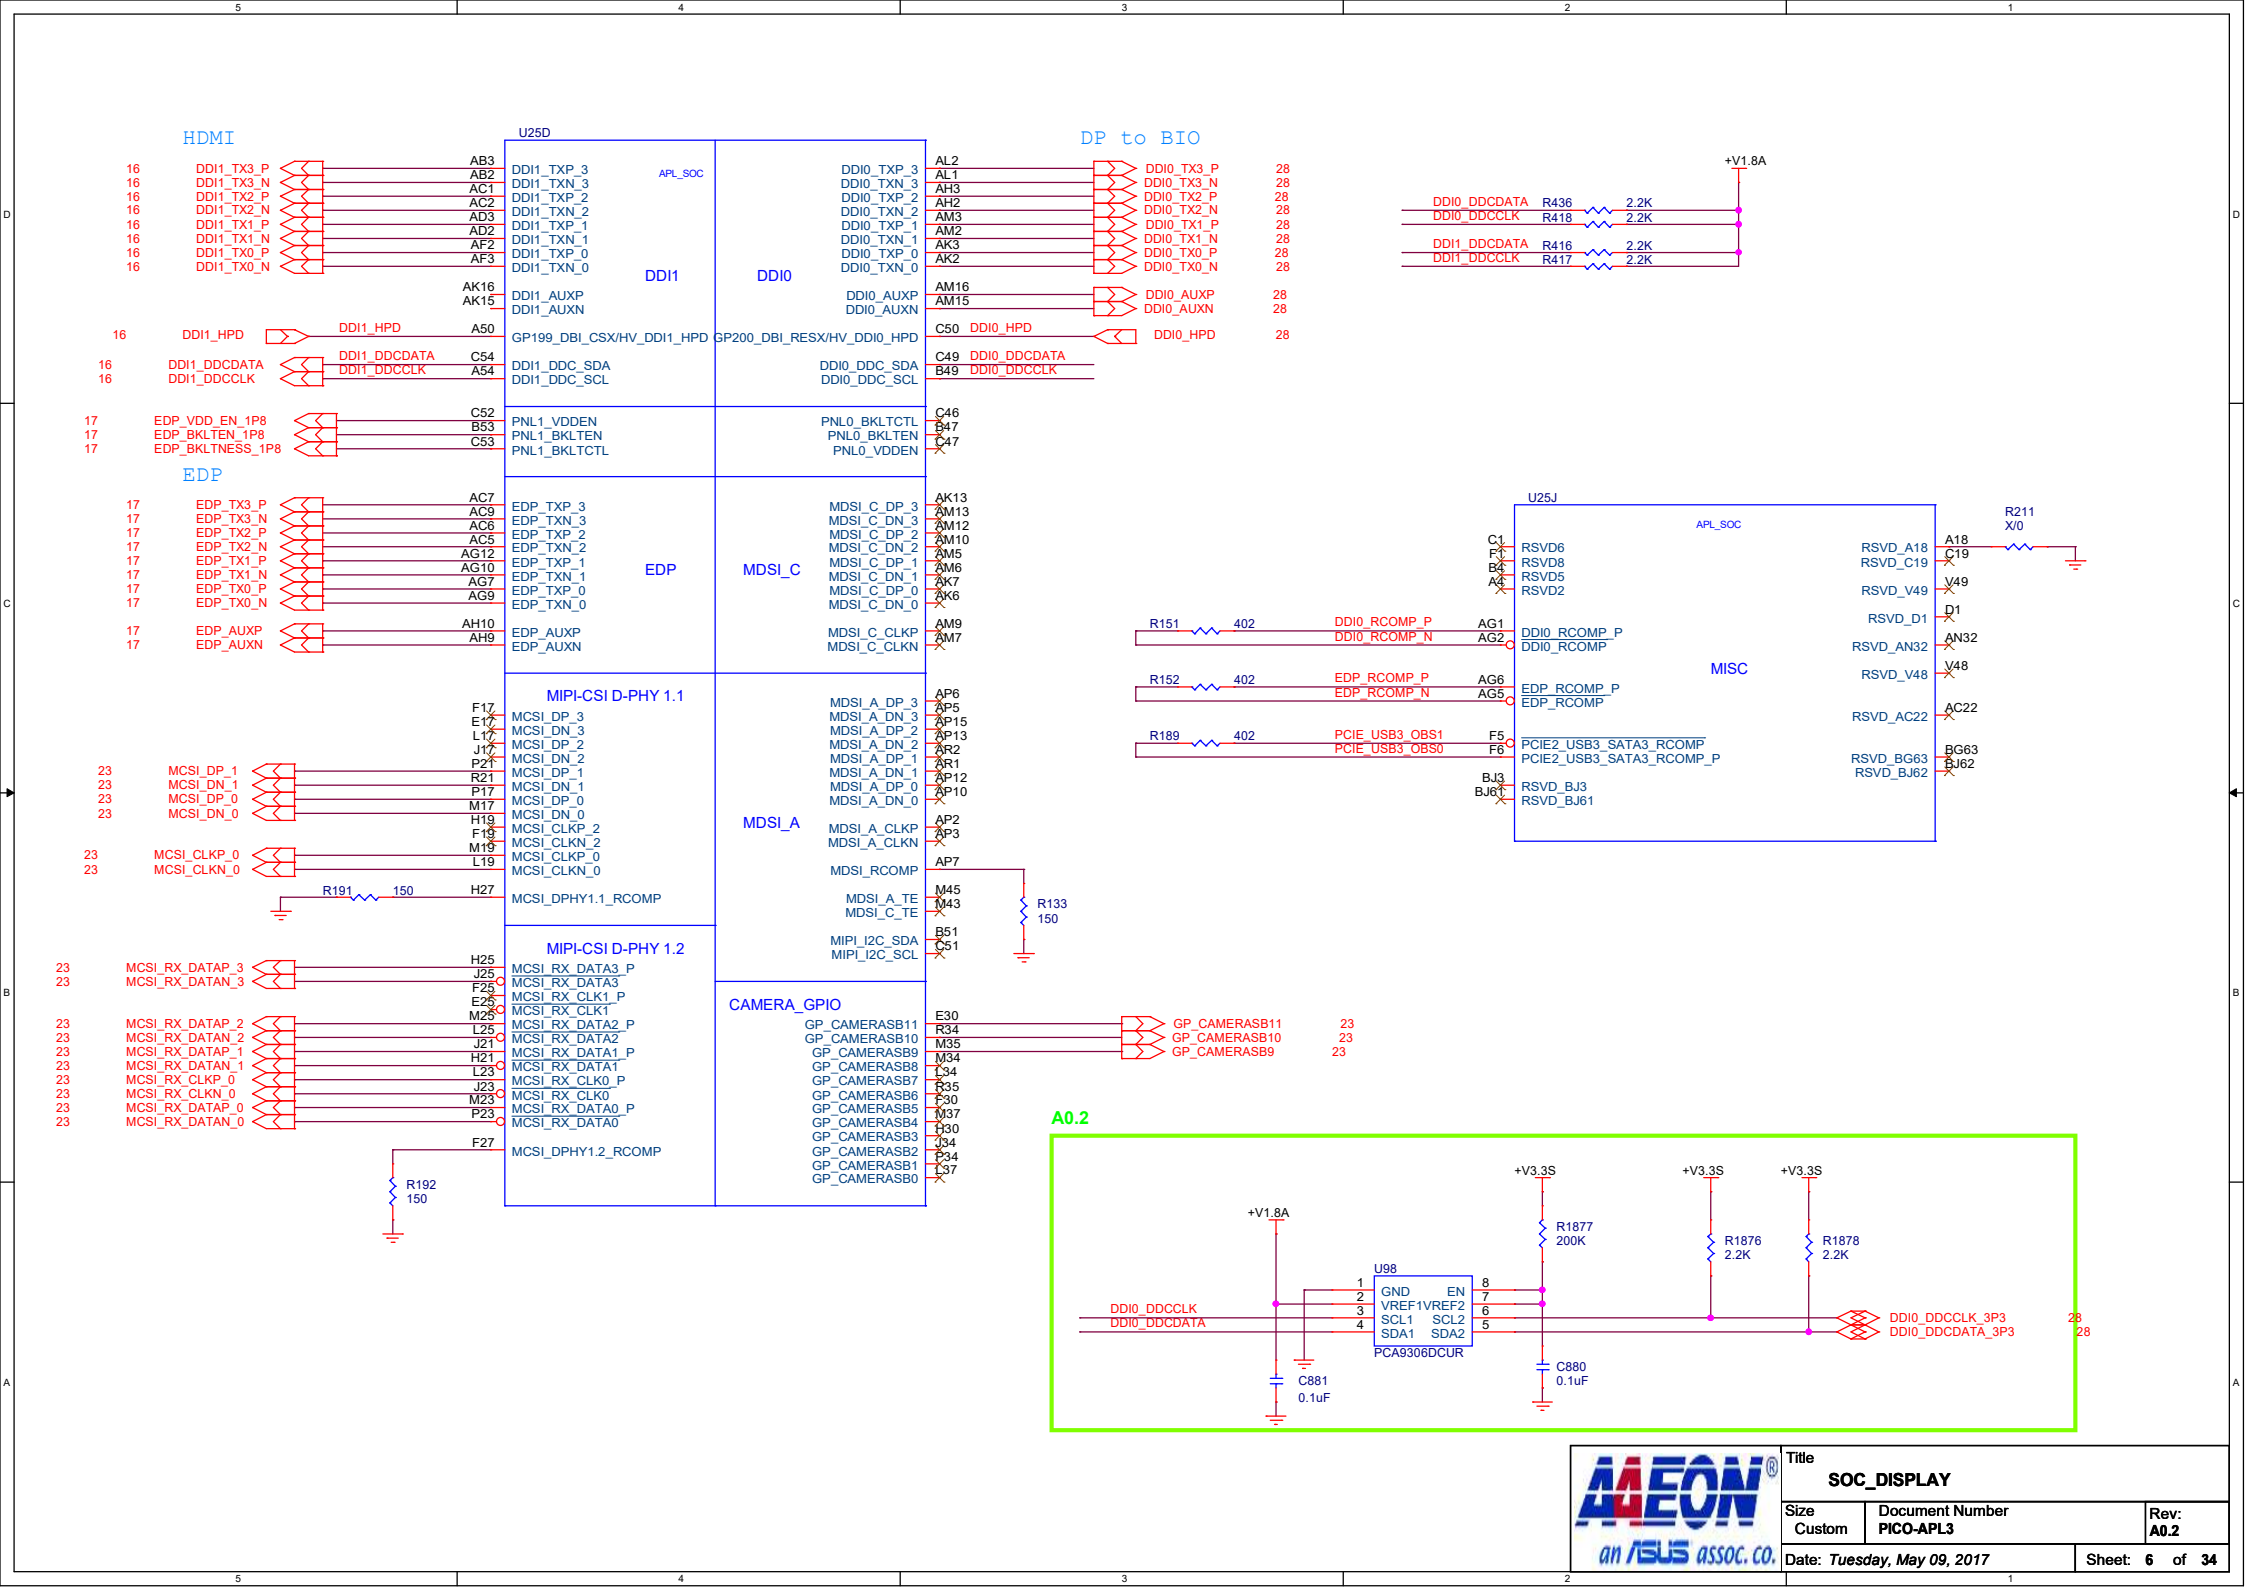 5 4 3 2 1
D D
C C
B B
A A
HDMI
16 DDI1_TX3_P
16 DDI1_TX3_N
16 DDI1_TX2_P
16 DDI1_TX2_N
16 DDI1_TX1_P
16 DDI1_TX1_N
16 DDI1_TX0_P
16 DDI1_TX0_N
16 DDI1_HPD DDI1_HPD
16 DDI1_DDCDATA DDI1_DDCDATA
16 DDI1_DDCCLK DDI1_DDCCLK
17 EDP_VDD_EN_1P8
17 EDP_BKLTEN_1P8
17 EDP_BKLTNESS_1P8
EDP
17 EDP_TX3_P
17 EDP_TX3_N
17 EDP_TX2_P
17 EDP_TX2_N
17 EDP_TX1_P
17 EDP_TX1_N
17 EDP_TX0_P
17 EDP_TX0_N
17 EDP_AUXP
17 EDP_AUXN
23 MCSI_DP_1
23 MCSI_DN_1
23 MCSI_DP_0
23 MCSI_DN_0
23 MCSI_CLKP_0
23 MCSI_CLKN_0
R191 150
23 MCSI_RX_DATAP_3
23 MCSI_RX_DATAN_3
23 MCSI_RX_DATAP_2
23 MCSI_RX_DATAN_2
23 MCSI_RX_DATAP_1
23 MCSI_RX_DATAN_1
23 MCSI_RX_CLKP_0
23 MCSI_RX_CLKN_0
23 MCSI_RX_DATAP_0
23 MCSI_RX_DATAN_0
R192
150
U25D
APL_SOC
AB3 DDI1_TXP_3
AB2 DDI1_TXN_3
AC1 DDI1_TXP_2
AC2 DDI1_TXN_2
AD3 DDI1_TXP_1
AD2 DDI1_TXN_1
AF2 DDI1_TXP_0
AF3 DDI1_TXN_0
DDI1
AK16 DDI1_AUXP
AK15 DDI1_AUXN
A50 GP199_DBI_CSX/HV_DDI1_HPD
C54 DDI1_DDC_SDA
A54 DDI1_DDC_SCL
C52 PNL1_VDDEN
B53 PNL1_BKLTEN
C53 PNL1_BKLTCTL
AC7 EDP_TXP_3
AC9 EDP_TXN_3
AC6 EDP_TXP_2
AC5 EDP_TXN_2
AG12 EDP_TXP_1
AG10 EDP_TXN_1
AG7 EDP_TXP_0
AG9 EDP_TXN_0
EDP
AH10 EDP_AUXP
AH9 EDP_AUXN
MIPI-CSI D-PHY 1.1
F17 MCSI_DP_3
E17 MCSI_DN_3
L17 MCSI_DP_2
J17 MCSI_DN_2
P21 MCSI_DP_1
R21 MCSI_DN_1
P17 MCSI_DP_0
M17 MCSI_DN_0
H19 MCSI_CLKP_2
F19 MCSI_CLKN_2
M19 MCSI_CLKP_0
L19 MCSI_CLKN_0
H27 MCSI_DPHY1.1_RCOMP
MIPI-CSI D-PHY 1.2
H25 MCSI_RX_DATA3_P
J25 MCSI_RX_DATA3
F25 MCSI_RX_CLK1_P
E25 MCSI_RX_CLK1
M25 MCSI_RX_DATA2_P
L25 MCSI_RX_DATA2
J21 MCSI_RX_DATA1_P
H21 MCSI_RX_DATA1
L23 MCSI_RX_CLK0_P
J23 MCSI_RX_CLK0
M23 MCSI_RX_DATA0_P
P23 MCSI_RX_DATA0
F27 MCSI_DPHY1.2_RCOMP
DP to BIO
DDI0_TXP_3 AL2 DDI0_TX3_P 28
DDI0_TXN_3 AL1 DDI0_TX3_N 28
DDI0_TXP_2 AH3 DDI0_TX2_P 28
DDI0_TXN_2 AH2 DDI0_TX2_N 28
DDI0_TXP_1 AM3 DDI0_TX1_P 28
DDI0_TXN_1 AM2 DDI0_TX1_N 28
DDI0_TXP_0 AK3 DDI0_TX0_P 28
DDI0_TXN_0 AK2 DDI0_TX0_N 28
DDI0
DDI0_AUXP AM16 DDI0_AUXP 28
DDI0_AUXN AM15 DDI0_AUXN 28
GP200_DBI_RESX/HV_DDI0_HPD C50 DDI0_HPD DDI0_HPD 28
DDI0_DDC_SDA C49 DDI0_DDCDATA
DDI0_DDC_SCL B49 DDI0_DDCCLK
PNL0_BKLTCTL C46
PNL0_BKLTEN B47
PNL0_VDDEN C47
MDSI_C_DP_3 AK13
MDSI_C_DN_3 AM13
MDSI_C_DP_2 AM12
MDSI_C_DN_2 AM10
MDSI_C_DP_1 AM5
MDSI_C_DN_1 AM6
MDSI_C_DP_0 AK7
MDSI_C_DN_0 AK6
MDSI_C
MDSI_C_CLKP AM9
MDSI_C_CLKN AM7
MDSI_A_DP_3 AP6
MDSI_A_DN_3 AP5
MDSI_A_DP_2 AP15
MDSI_A_DN_2 AP13
MDSI_A_DP_1 AR2
MDSI_A_DN_1 AR1
MDSI_A_DP_0 AP12
MDSI_A_DN_0 AP10
MDSI_A
MDSI_A_CLKP AP2
MDSI_A_CLKN AP3
MDSI_RCOMP AP7
MDSI_A_TE M45
MDSI_C_TE M43
R133
150
MIPI_I2C_SDA B51
MIPI_I2C_SCL C51
CAMERA_GPIO
GP_CAMERASB11 E30 GP_CAMERASB11 23
GP_CAMERASB10 R34 GP_CAMERASB10 23
GP_CAMERASB9 M35 GP_CAMERASB9 23
GP_CAMERASB8 M34
GP_CAMERASB7 L34
GP_CAMERASB6 R35
GP_CAMERASB5 F30
GP_CAMERASB4 M37
GP_CAMERASB3 H30
GP_CAMERASB2 J34
GP_CAMERASB1 P34
GP_CAMERASB0 L37
+V1.8A
DDI0_DDCDATA R436 2.2K
DDI0_DDCCLK R418 2.2K
DDI1_DDCDATA R416 2.2K
DDI1_DDCCLK R417 2.2K
U25J
APL_SOC
MISC
C1 RSVD6
F1 RSVD8
B4 RSVD5
A4 RSVD2
R151 402 DDI0_RCOMP_P AG1 DDI0_RCOMP_P
DDI0_RCOMP_N AG2 DDI0_RCOMP
R152 402 EDP_RCOMP_P AG6 EDP_RCOMP_P
EDP_RCOMP_N AG5 EDP_RCOMP
R189 402 PCIE_USB3_OBS1 F5 PCIE2_USB3_SATA3_RCOMP
PCIE_USB3_OBS0 F6 PCIE2_USB3_SATA3_RCOMP_P
BJ3 RSVD_BJ3
BJ61 RSVD_BJ61
R211
X/0
RSVD_A18 A18
RSVD_C19 C19
RSVD_V49 V49
RSVD_D1 D1
RSVD_AN32 AN32
RSVD_V48 V48
RSVD_AC22 AC22
RSVD_BG63 BG63
RSVD_BJ62 BJ62
A0.2
+V3.3S +V3.3S +V3.3S
+V1.8A
R1877
200K
R1876
2.2K
R1878
2.2K
U98
1 GND EN 8
2 VREF1 VREF2 7
DDI0_DDCCLK 3 SCL1 SCL2 6 DDI0_DDCCLK_3P3 28
DDI0_DDCDATA 4 SDA1 SDA2 5 DDI0_DDCDATA_3P3 28
PCA9306DCUR
C881
0.1uF
C880
0.1uF
AAEON®
an ASUS assoc. co.
Title
SOC_DISPLAY
Size
Custom
Document Number
PICO-APL3
Rev:
A0.2
Date: Tuesday, May 09, 2017
Sheet: 6 of 34
5 4 3 2 1